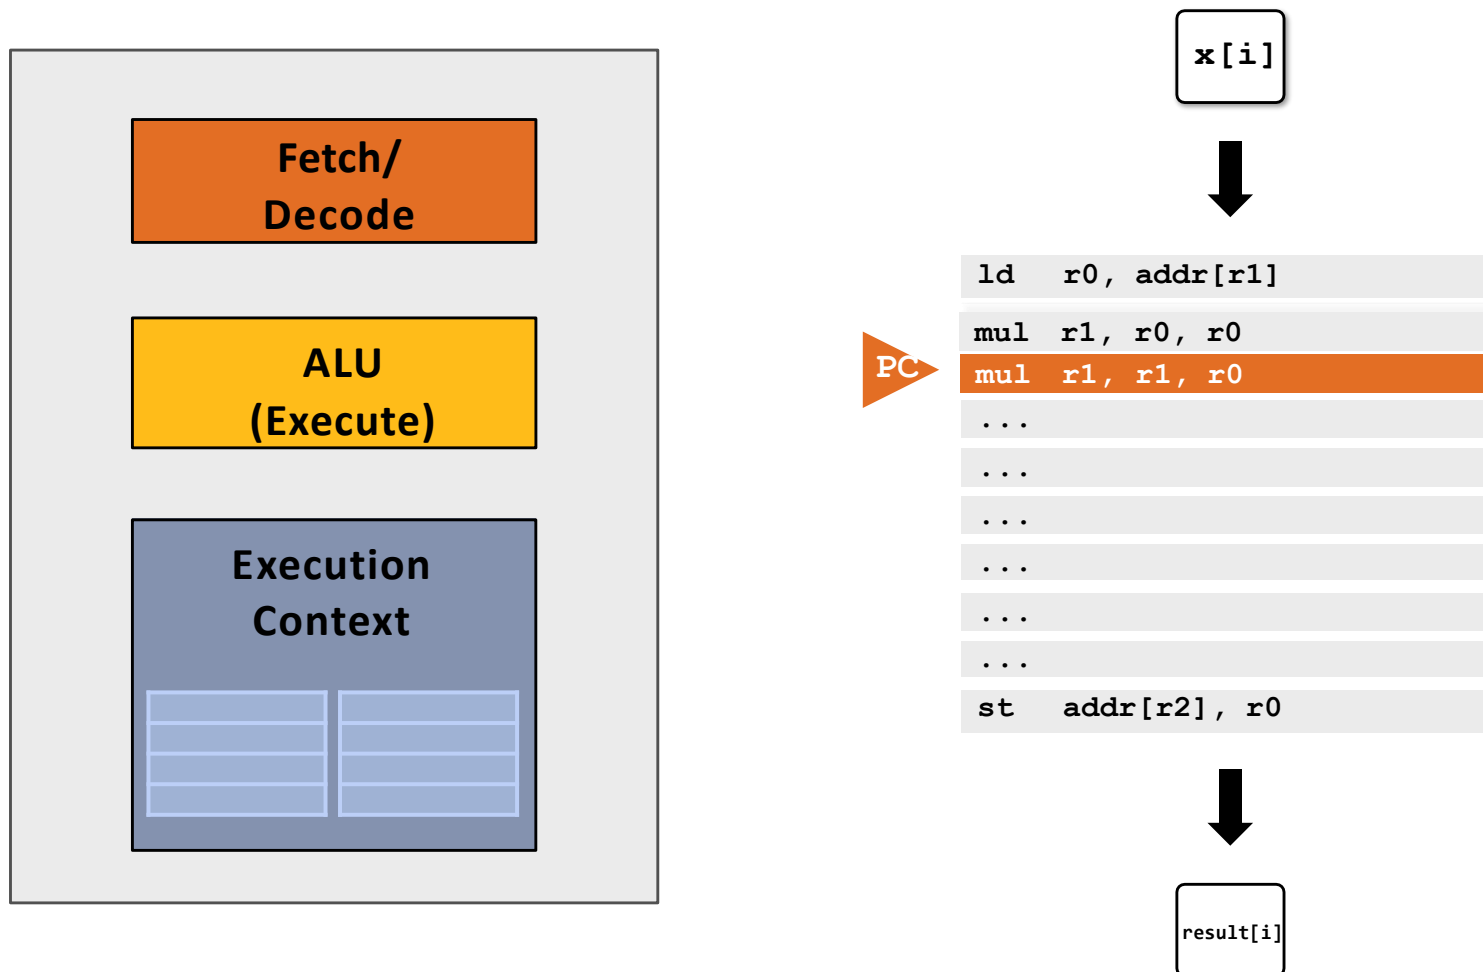 Fetch/
Decode
ALU
(Execute)
Execution
Context
x[i]
ld r0, addr[r1]
mul r1, r0, r0
PC
mul r1, r1, r0
...
...
...
...
...
...
st addr[r2], r0
result[i]